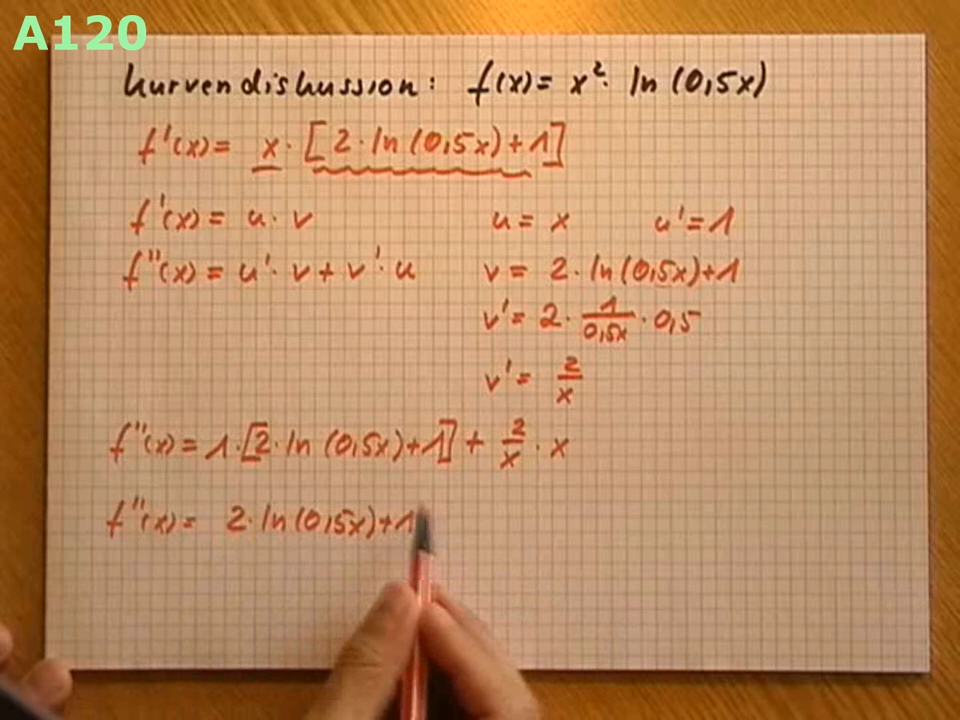 A120
Kurvendiskussion: f(x)= x²· ln(0,5x)
f'(x)= x·[2·ln(0,5x)+1]
f'(x)= u·v u= x u'=1
f''(x)= u'·v+v'·u v= 2·ln(0,5x)+1
v'= 2·1/0,5x·0,5
v'= 2/x
f''(x)=1·[2·ln(0,5x)+1]+ 2/x·x
f''(x)= 2·ln(0,5x)+1